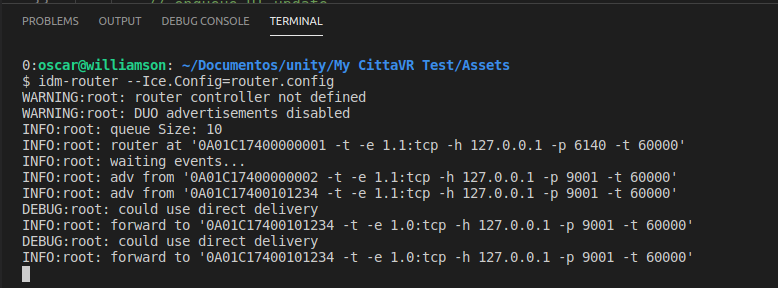 PROBLEMS OUTPUT DEBUG CONSOLE TERMINAL
0:oscar@williamson: ~/Documentos/unity/My CittaVR Test/Assets
$ idm-router --Ice.Config=router.config
WARNING:root: router controller not defined
WARNING:root: DUO advertisements disabled
INFO:root: queue Size: 10
INFO:root: router at '0A01C17400000001 -t -e 1.1:tcp -h 127.0.0.1 -p 6140 -t 60000'
INFO:root: waiting events...
INFO:root: adv from '0A01C17400000002 -t -e 1.1:tcp -h 127.0.0.1 -p 9001 -t 60000'
INFO:root: adv from '0A01C17400101234 -t -e 1.1:tcp -h 127.0.0.1 -p 9001 -t 60000'
DEBUG:root: could use direct delivery
INFO:root: forward to '0A01C17400101234 -t -e 1.0:tcp -h 127.0.0.1 -p 9001 -t 60000'
DEBUG:root: could use direct delivery
INFO:root: forward to '0A01C17400101234 -t -e 1.0:tcp -h 127.0.0.1 -p 9001 -t 60000'